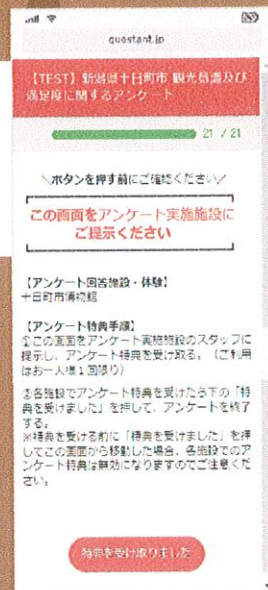 questant.jp
【TEST】新潟県十日町市 観光意識及び
満足度に関するアンケート
21 / 21
＼ボタンを押す前にご確認ください／
この画面をアンケート実施施設に
ご提示ください
【アンケート回答施設・体験】
十日町市博物館
【アンケート特典手順】
①この画面をアンケート実施施設のスタッフに
提示し、アンケート特典を受け取る。（ご利用
はお一人様１回限り）
②各施設でアンケート特典を受けたら下の「特
典を受けました」を押して、アンケートを終了
する。
※特典を受ける前に「特典を受けました」を押
してこの画面から移動した場合、各施設でのア
ンケート特典は無効になりますのでご注意くだ
さい。
特典を受け取りました